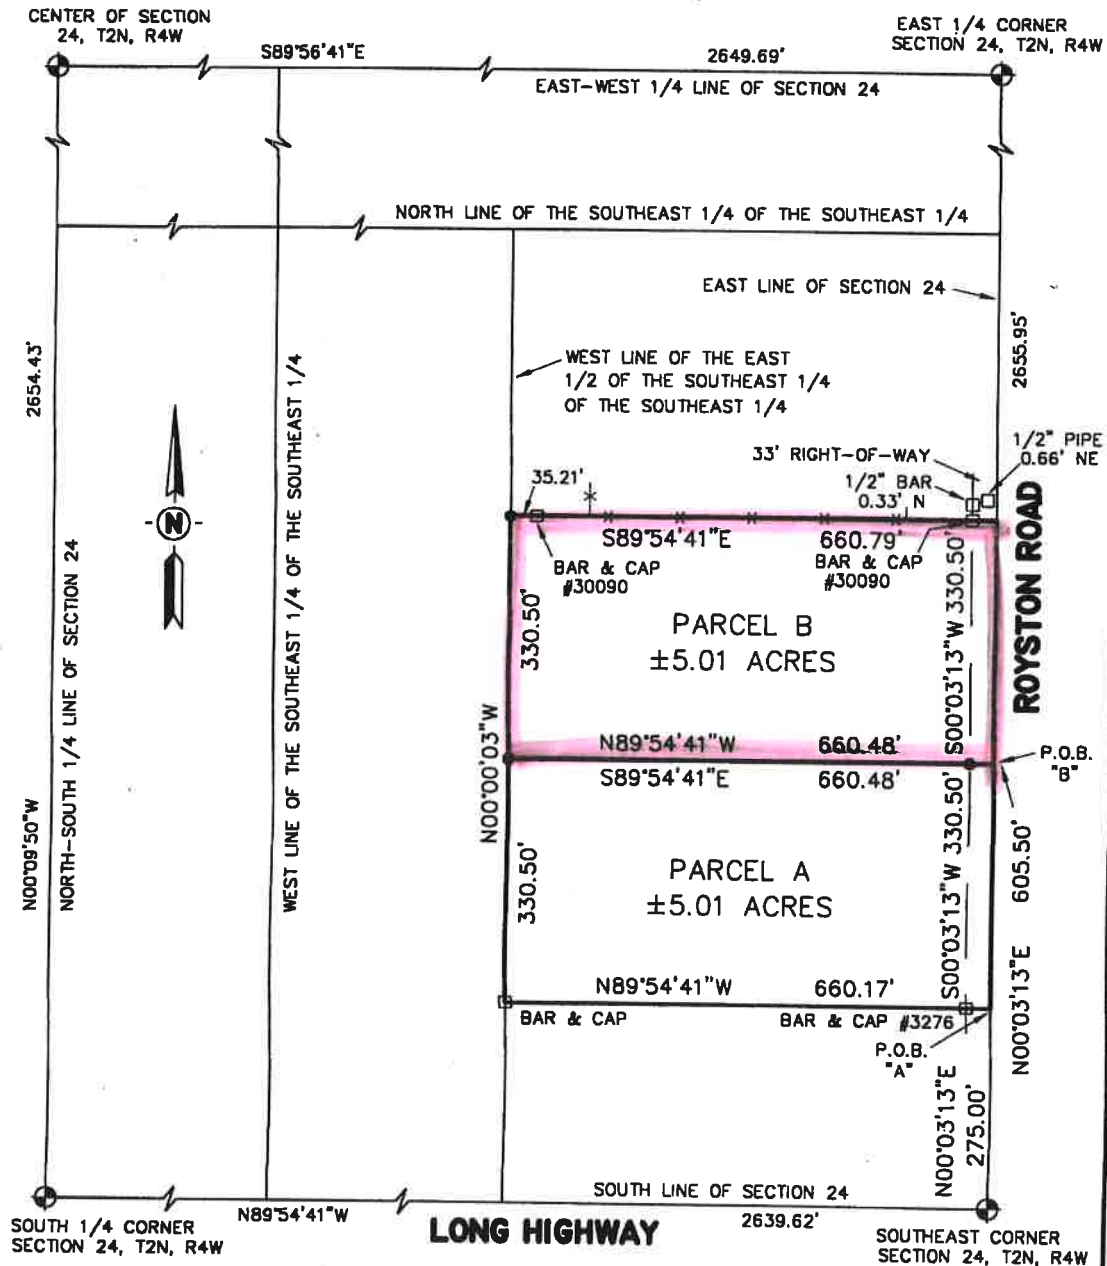 CENTER OF SECTION
24, T2N, R4W
EAST 1/4 CORNER
SECTION 24, T2N, R4W
S89°56'41"E
2649.69'
EAST-WEST 1/4 LINE OF SECTION 24
NORTH LINE OF THE SOUTHEAST 1/4 OF THE SOUTHEAST 1/4
EAST LINE OF SECTION 24
2654.43'
2655.95'
WEST LINE OF THE EAST
1/2 OF THE SOUTHEAST 1/4
OF THE SOUTHEAST 1/4
33' RIGHT-OF-WAY
1/2" PIPE
0.66' NE
35.21'
1/2" BAR
0.33' N
N
S89°54'41"E
660.79'
BAR & CAP
#30090
BAR & CAP
#30090
330.50'
PARCEL B
±5.01 ACRES
S00°03'13"W 330.50'
ROYSTON ROAD
NORTH-SOUTH 1/4 LINE OF SECTION 24
WEST LINE OF THE SOUTHEAST 1/4 OF THE SOUTHEAST 1/4
N00°00'03"W
N89°54'41"W
660.48'
P.O.B.
"B"
S89°54'41"E
660.48'
N00°09'50"W
330.50'
PARCEL A
±5.01 ACRES
S00°03'13"W 330.50'
605.50'
N00°03'13"E
N89°54'41"W
660.17'
BAR & CAP
BAR & CAP #3276
P.O.B.
"A"
N00°03'13"E
275.00'
SOUTH LINE OF SECTION 24
N89°54'41"W
2639.62'
SOUTH 1/4 CORNER
SECTION 24, T2N, R4W
LONG HIGHWAY
SOUTHEAST CORNER
SECTION 24, T2N, R4W